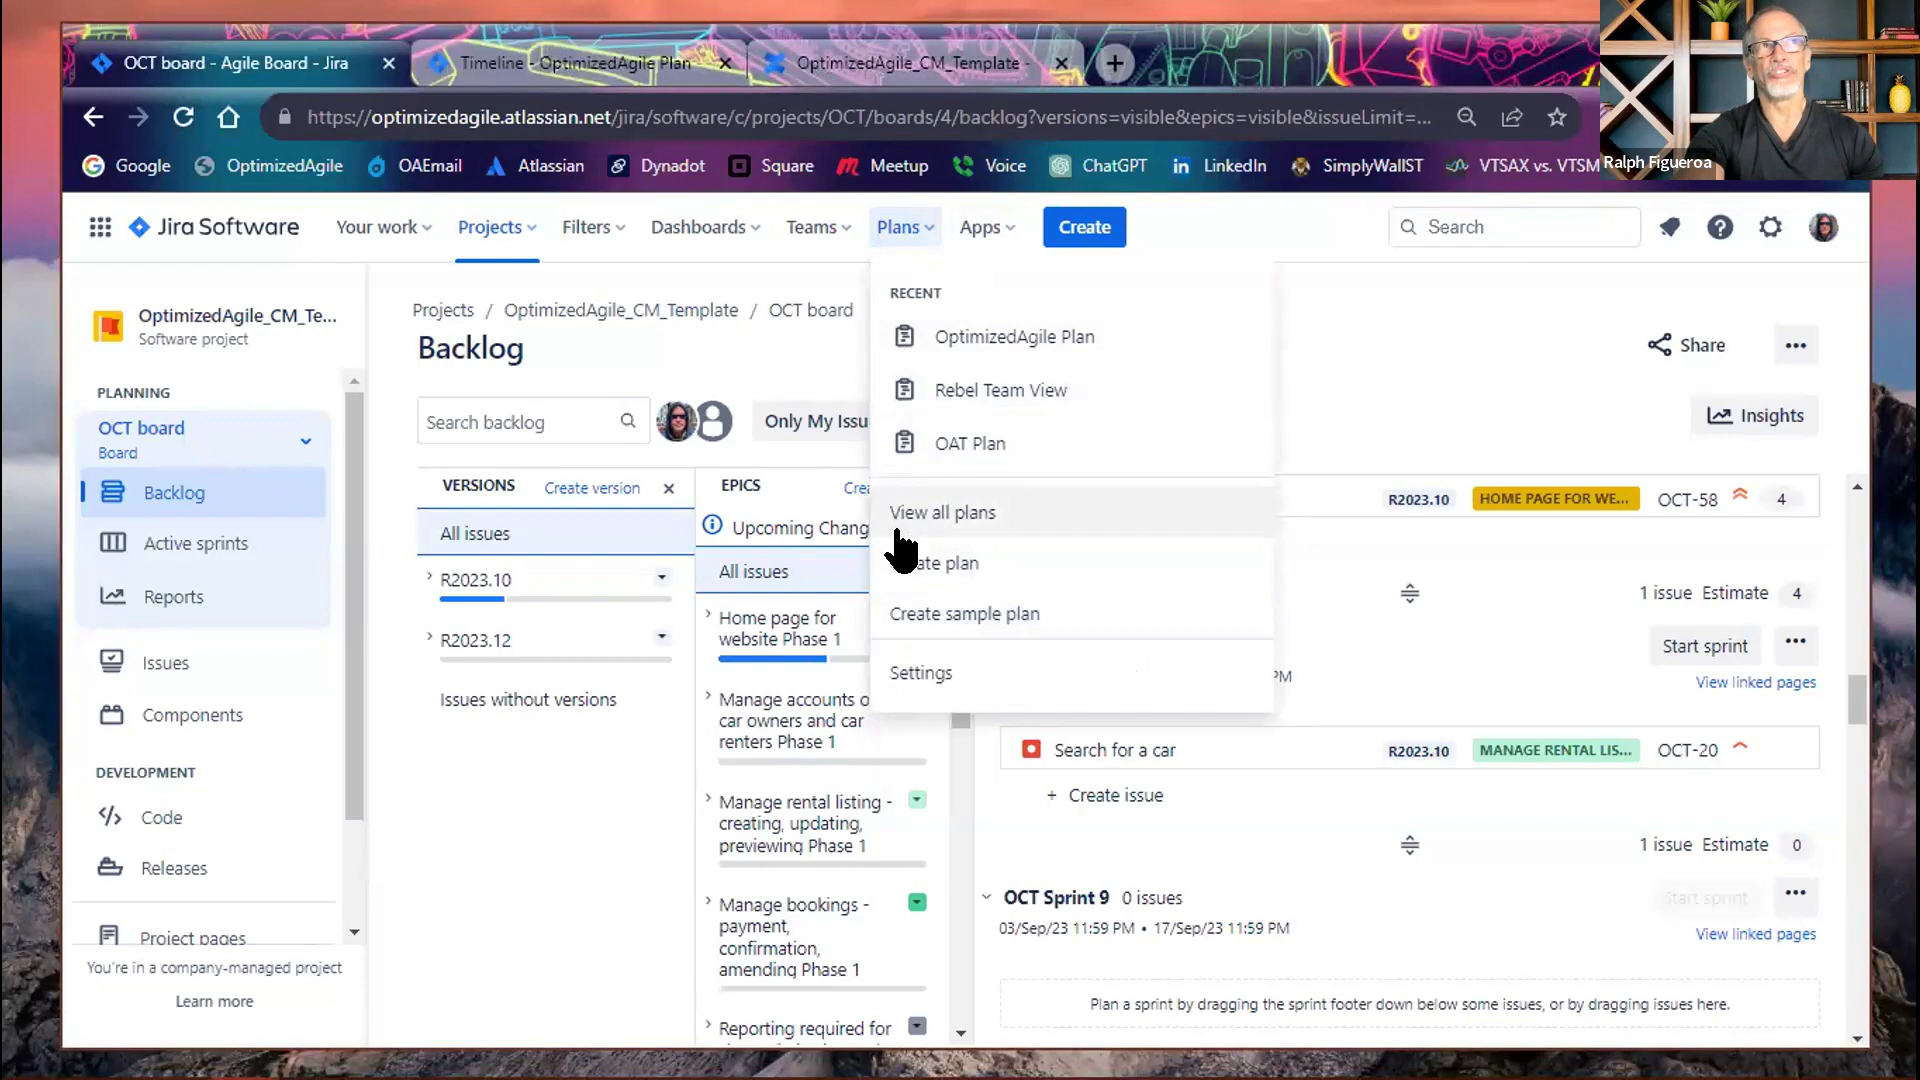 OCT board - Agile Board - Jira
Timeline - OptimizedAgile Plan
OptimizedAgile_CM_Template -
https://optimizedagile.atlassian.net/jira/software/c/projects/OCT/boards/4/backlog?versions=visible&epics=visible&issueLimit=...
Google
OptimizedAgile
OAEmail
Atlassian
Dynadot
Square
Meetup
Voice
ChatGPT
LinkedIn
SimplyWallST
VTSAX vs. VTSM
Ralph Figueroa
Jira Software
Your work
Projects
Filters
Dashboards
Teams
Plans
Apps
Create
Search
OptimizedAgile_CM_Te...
Software project
PLANNING
OCT board
Board
Backlog
Active sprints
Reports
Issues
Components
DEVELOPMENT
Code
Releases
Project pages
You're in a company-managed project
Learn more
Projects / OptimizedAgile_CM_Template / OCT board
Backlog
Share
Search backlog
Only My Issu
Insights
VERSIONS
Create version
All issues
R2023.10
R2023.12
Issues without versions
EPICS
Crea
Upcoming Chang
All issues
Home page for
website Phase 1
Manage accounts o
car owners and car
renters Phase 1
Manage rental listing -
creating, updating,
previewing Phase 1
Manage bookings -
payment,
confirmation,
amending Phase 1
Reporting required for
RECENT
OptimizedAgile Plan
Rebel Team View
OAT Plan
View all plans
ate plan
Create sample plan
Settings
R2023.10
HOME PAGE FOR WE...
OCT-58
4
1 issue Estimate 4
Start sprint
PM
View linked pages
Search for a car
R2023.10
MANAGE RENTAL LIS...
OCT-20
+ Create issue
1 issue Estimate 0
OCT Sprint 9 0 issues
Start sprint
03/Sep/23 11:59 PM • 17/Sep/23 11:59 PM
View linked pages
Plan a sprint by dragging the sprint footer down below some issues, or by dragging issues here.